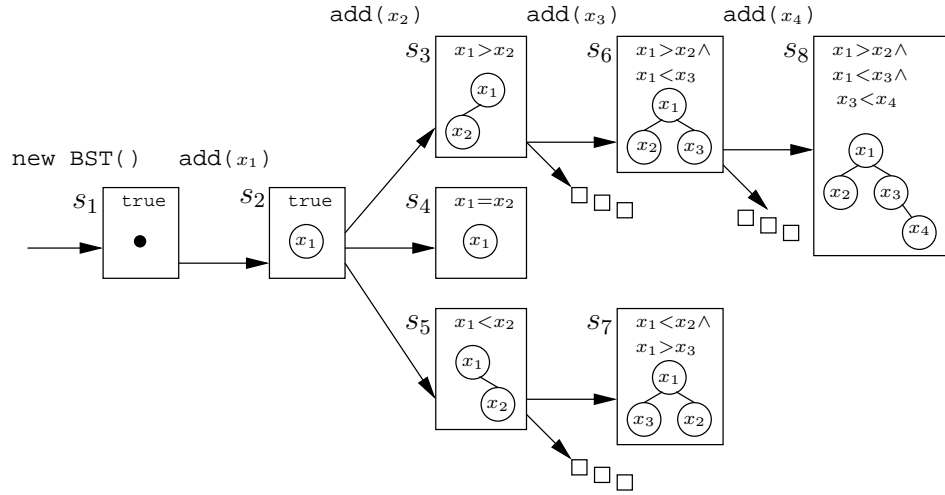 add(x₂)
add(x₃)
add(x₄)
s₃
x₁>x₂
x₁
x₂
s₆
x₁>x₂∧
x₁<x₃
x₁
x₂ x₃
s₈
x₁>x₂∧
x₁<x₃∧
x₃<x₄
x₁
x₂ x₃
x₄
new BST()
add(x₁)
s₁
true
s₂
true
x₁
s₄
x₁=x₂
x₁
s₅
x₁<x₂
x₁
x₂
s₇
x₁<x₂∧
x₁>x₃
x₁
x₃ x₂